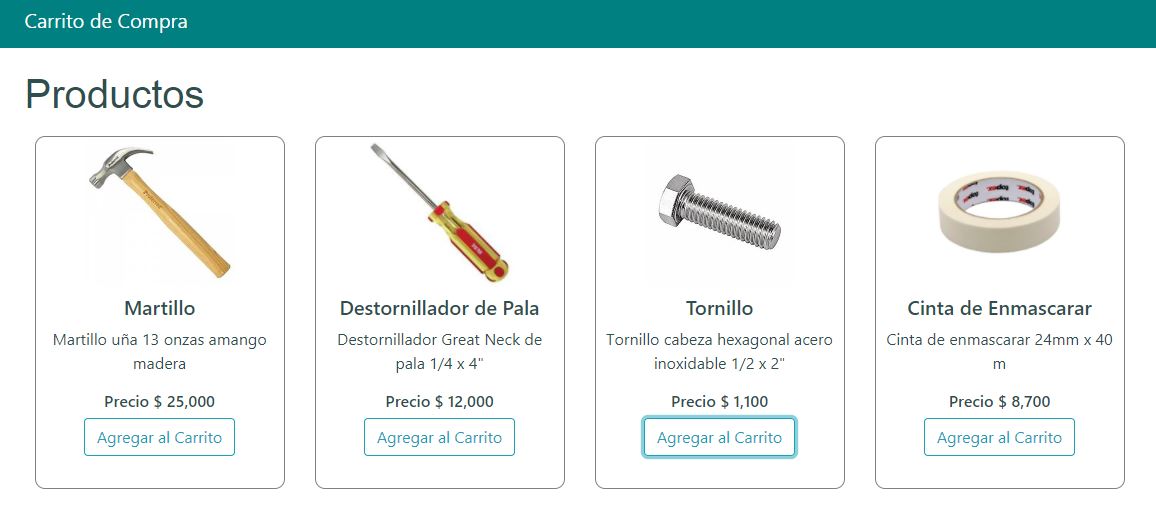 Carrito de Compra
Productos
Martillo
Martillo uña 13 onzas amango
madera
Precio $ 25,000
Agregar al Carrito
Destornillador de Pala
Destornillador Great Neck de
pala 1/4 x 4"
Precio $ 12,000
Agregar al Carrito
Tornillo
Tornillo cabeza hexagonal acero
inoxidable 1/2 x 2"
Precio $ 1,100
Agregar al Carrito
Cinta de Enmascarar
Cinta de enmascarar 24mm x 40
m
Precio $ 8,700
Agregar al Carrito